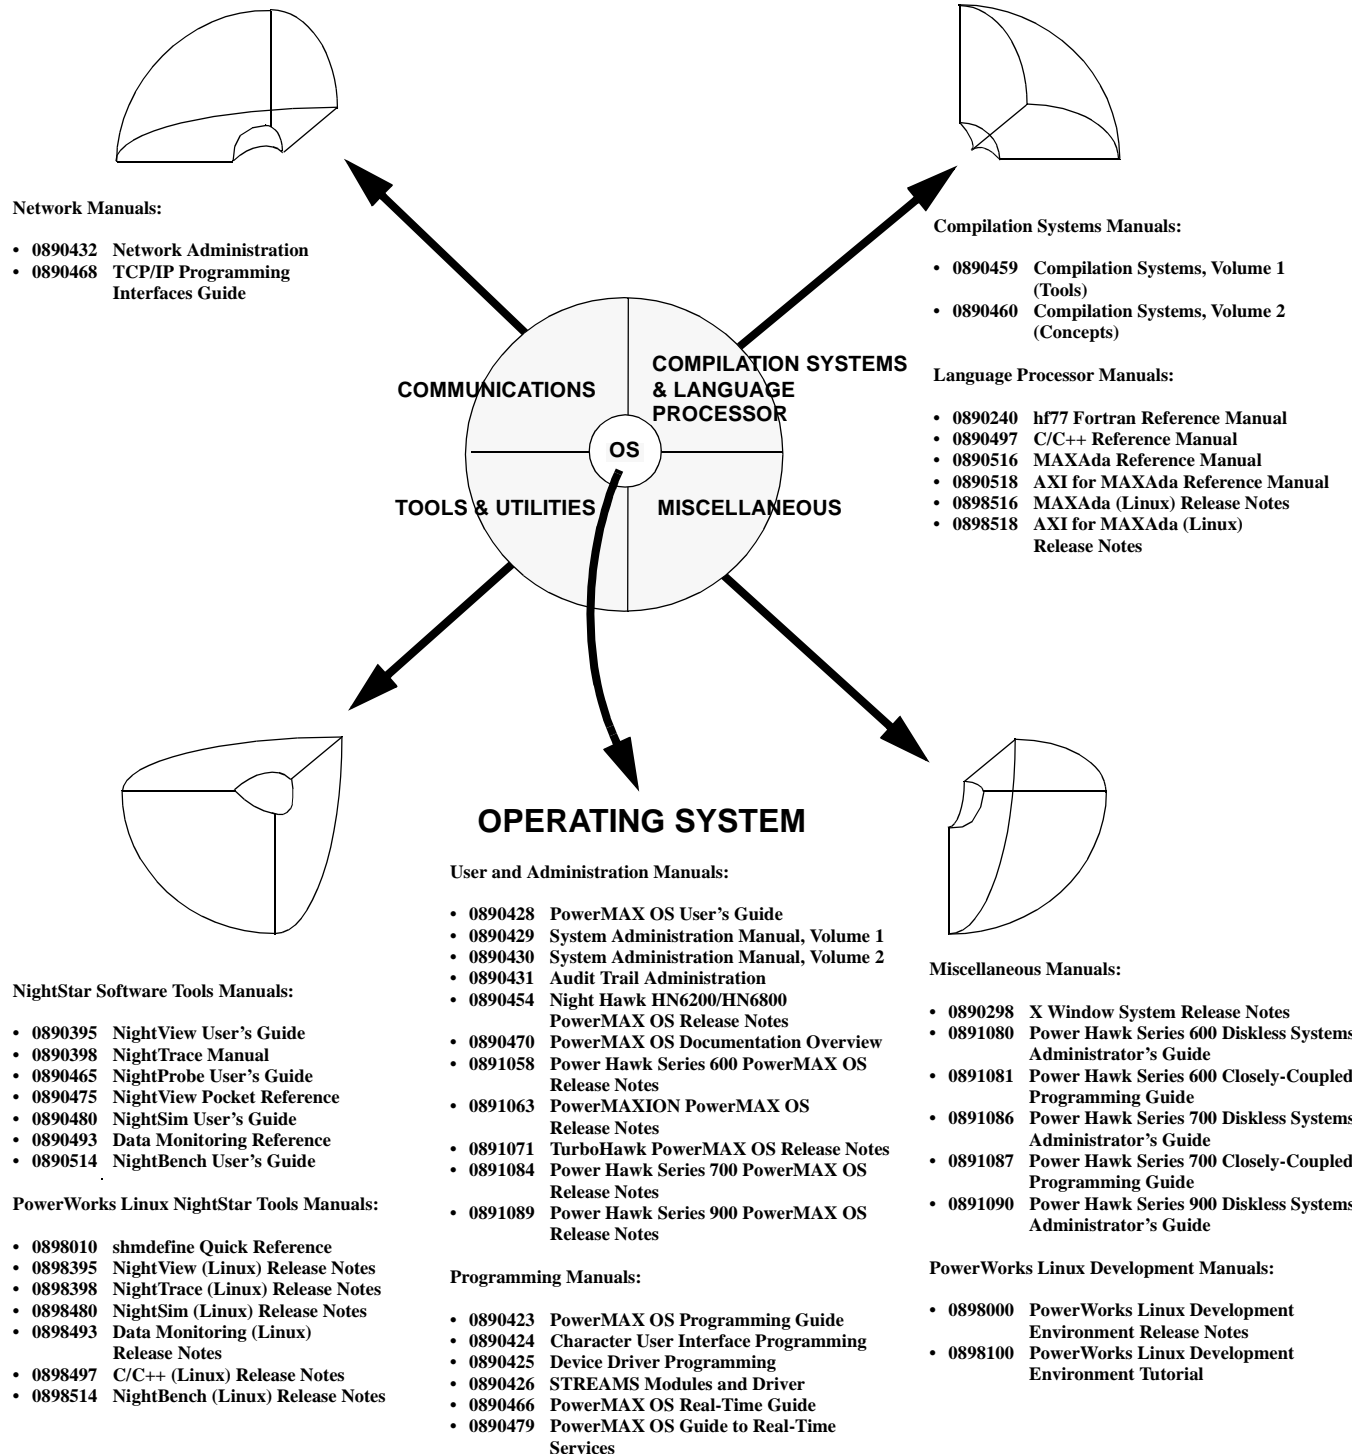 Network Manuals:
• 0890432 Network Administration
• 0890468 TCP/IP Programming
Interfaces Guide
Compilation Systems Manuals:
• 0890459 Compilation Systems, Volume 1
(Tools)
• 0890460 Compilation Systems, Volume 2
(Concepts)
Language Processor Manuals:
• 0890240 hf77 Fortran Reference Manual
• 0890497 C/C++ Reference Manual
• 0890516 MAXAda Reference Manual
• 0890518 AXI for MAXAda Reference Manual
• 0898516 MAXAda (Linux) Release Notes
• 0898518 AXI for MAXAda (Linux)
Release Notes
COMMUNICATIONS
COMPILATION SYSTEMS
& LANGUAGE
PROCESSOR
OS
TOOLS & UTILITIES
MISCELLANEOUS
NightStar Software Tools Manuals:
• 0890395 NightView User’s Guide
• 0890398 NightTrace Manual
• 0890465 NightProbe User’s Guide
• 0890475 NightView Pocket Reference
• 0890480 NightSim User’s Guide
• 0890493 Data Monitoring Reference
• 0890514 NightBench User’s Guide
.
PowerWorks Linux NightStar Tools Manuals:
• 0898010 shmdefine Quick Reference
• 0898395 NightView (Linux) Release Notes
• 0898398 NightTrace (Linux) Release Notes
• 0898480 NightSim (Linux) Release Notes
• 0898493 Data Monitoring (Linux)
Release Notes
• 0898497 C/C++ (Linux) Release Notes
• 0898514 NightBench (Linux) Release Notes
OPERATING SYSTEM
User and Administration Manuals:
• 0890428 PowerMAX OS User’s Guide
• 0890429 System Administration Manual, Volume 1
• 0890430 System Administration Manual, Volume 2
• 0890431 Audit Trail Administration
• 0890454 Night Hawk HN6200/HN6800
PowerMAX OS Release Notes
• 0890470 PowerMAX OS Documentation Overview
• 0891058 Power Hawk Series 600 PowerMAX OS
Release Notes
• 0891063 PowerMAXION PowerMAX OS
Release Notes
• 0891071 TurboHawk PowerMAX OS Release Notes
• 0891084 Power Hawk Series 700 PowerMAX OS
Release Notes
• 0891089 Power Hawk Series 900 PowerMAX OS
Release Notes
Programming Manuals:
• 0890423 PowerMAX OS Programming Guide
• 0890424 Character User Interface Programming
• 0890425 Device Driver Programming
• 0890426 STREAMS Modules and Driver
• 0890466 PowerMAX OS Real-Time Guide
• 0890479 PowerMAX OS Guide to Real-Time
Services
Miscellaneous Manuals:
• 0890298 X Window System Release Notes
• 0891080 Power Hawk Series 600 Diskless Systems
Administrator’s Guide
• 0891081 Power Hawk Series 600 Closely-Coupled
Programming Guide
• 0891086 Power Hawk Series 700 Diskless Systems
Administrator’s Guide
• 0891087 Power Hawk Series 700 Closely-Coupled
Programming Guide
• 0891090 Power Hawk Series 900 Diskless Systems
Administrator’s Guide
PowerWorks Linux Development Manuals:
• 0898000 PowerWorks Linux Development
Environment Release Notes
• 0898100 PowerWorks Linux Development
Environment Tutorial